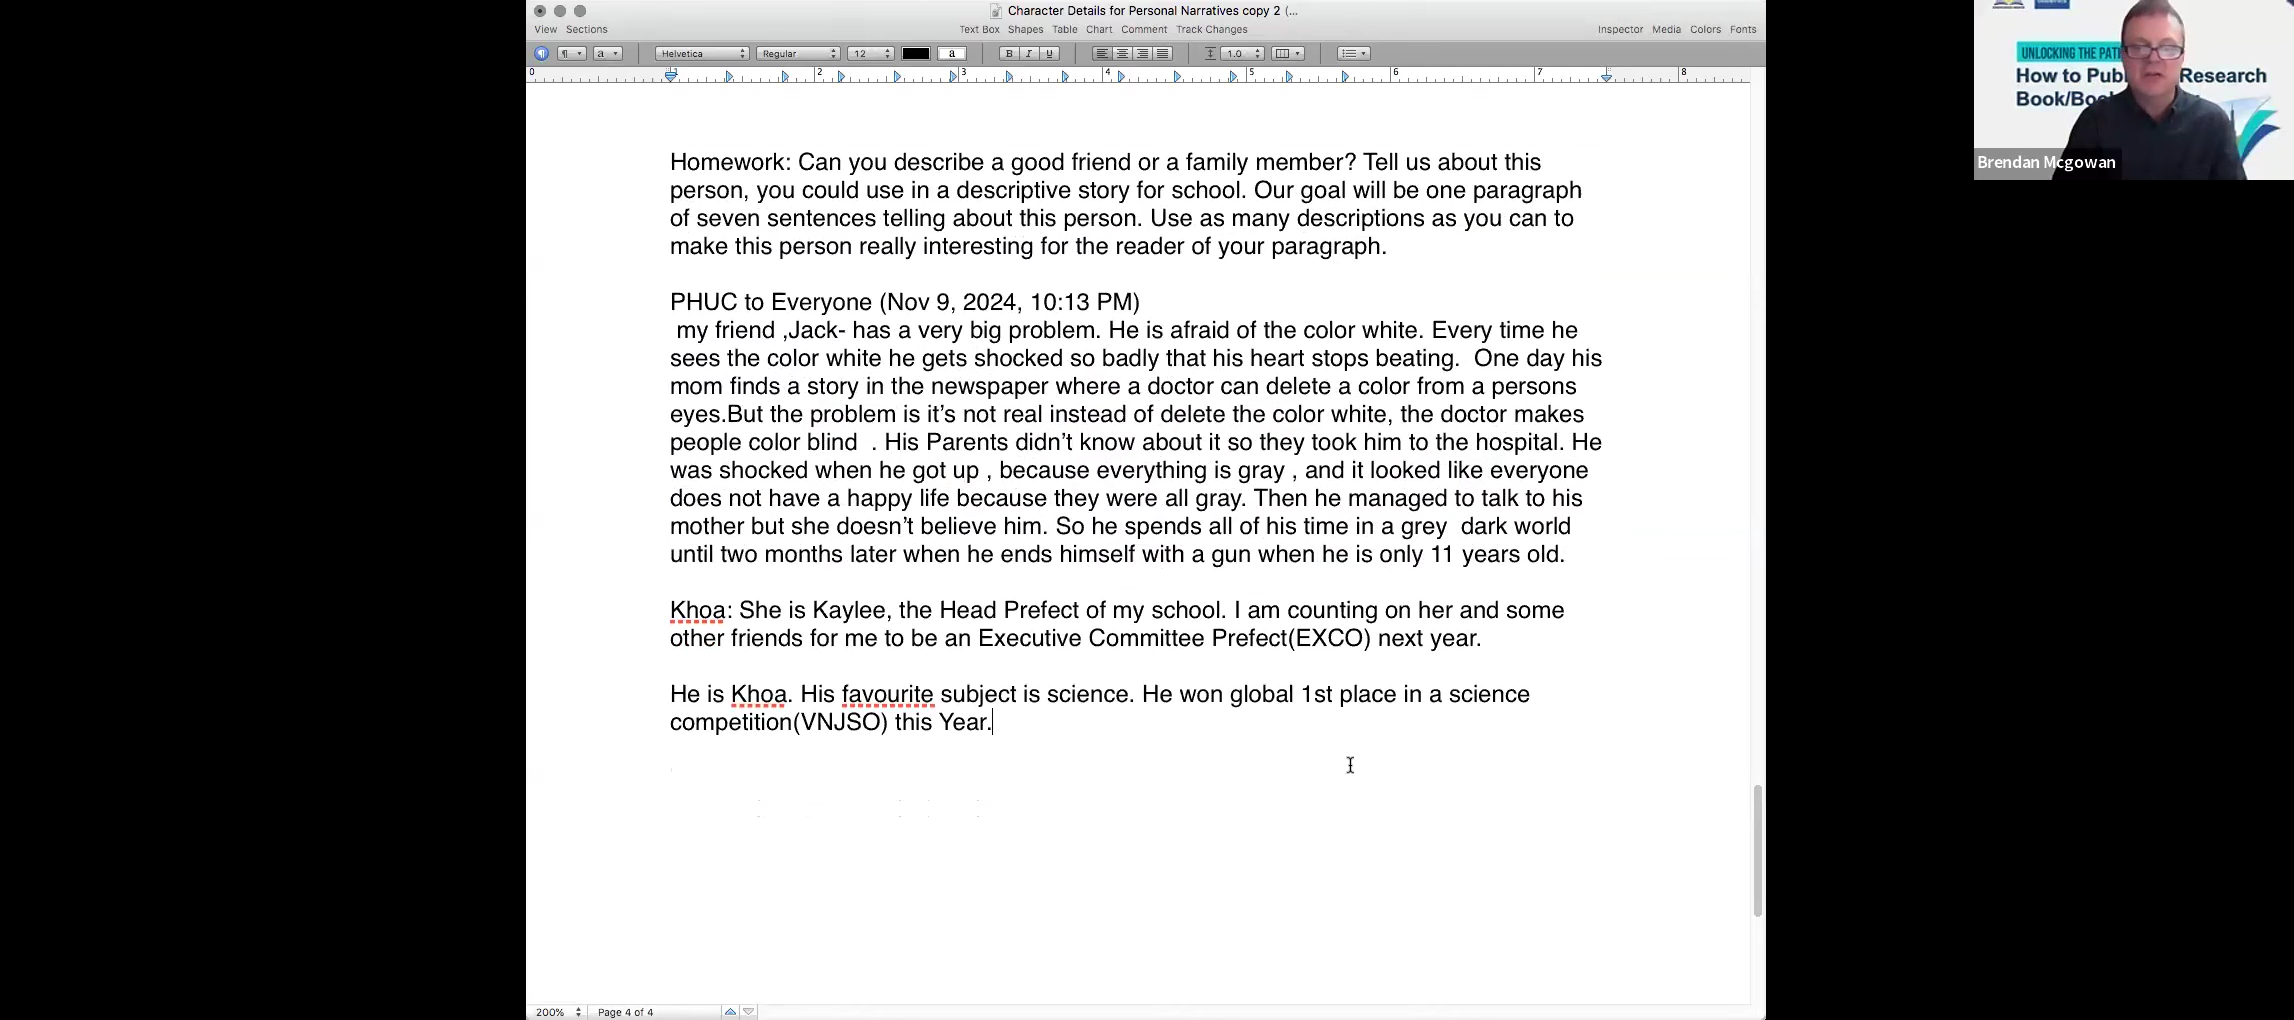 Character Details for Personal Narratives copy 2 (...
View Sections Text Box Shapes Table Chart Comment Track Changes Inspector Media Colors Fonts
Helvetica Regular 12 a B I U 1.0
0 1 2 3 4 5 6 7 8
Homework: Can you describe a good friend or a family member? Tell us about this
person, you could use in a descriptive story for school. Our goal will be one paragraph
of seven sentences telling about this person. Use as many descriptions as you can to
make this person really interesting for the reader of your paragraph.
PHUC to Everyone (Nov 9, 2024, 10:13 PM)
my friend ,Jack- has a very big problem. He is afraid of the color white. Every time he
sees the color white he gets shocked so badly that his heart stops beating.  One day his
mom finds a story in the newspaper where a doctor can delete a color from a persons
eyes.But the problem is it’s not real instead of delete the color white, the doctor makes
people color blind  . His Parents didn’t know about it so they took him to the hospital. He
was shocked when he got up , because everything is gray , and it looked like everyone
does not have a happy life because they were all gray. Then he managed to talk to his
mother but she doesn’t believe him. So he spends all of his time in a grey  dark world
until two months later when he ends himself with a gun when he is only 11 years old.
Khoa: She is Kaylee, the Head Prefect of my school. I am counting on her and some
other friends for me to be an Executive Committee Prefect(EXCO) next year.
He is Khoa. His favourite subject is science. He won global 1st place in a science
competition(VNJSO) this Year.
200% Page 4 of 4
UNLOCKING THE
How to Research
Brendan Mcgowan